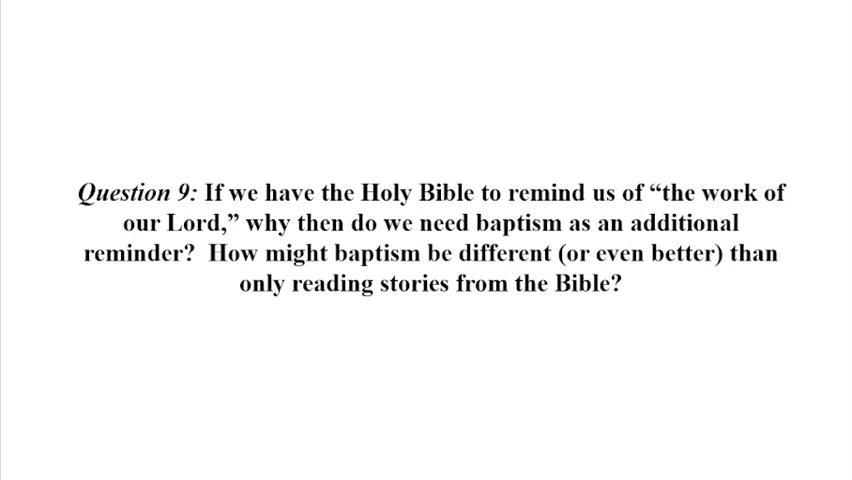 Question 9: If we have the Holy Bible to remind us of “the work of
our Lord,” why then do we need baptism as an additional
reminder?  How might baptism be different (or even better) than
only reading stories from the Bible?